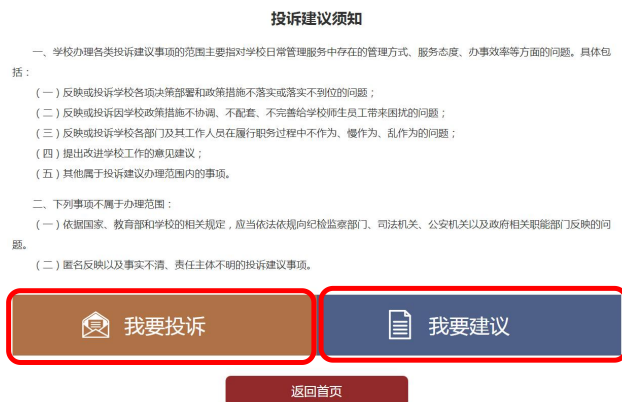 投诉建议须知
一、学校办理各类投诉建议事项的范围主要指对学校日常管理服务中存在的管理方式、服务态度、办事效率等方面的问题。具体包
括：
（一）反映或投诉学校各项决策部署和政策措施不落实或落实不到位的问题；
（二）反映或投诉因学校政策措施不协调、不配套、不完善给学校师生员工带来困扰的问题；
（三）反映或投诉学校各部门及其工作人员在履行职务过程中不作为、慢作为、乱作为的问题；
（四）提出改进学校工作的意见建议；
（五）其他属于投诉建议办理范围内的事项。
二、下列事项不属于办理范围：
（一）依据国家、教育部和学校的相关规定，应当依法依规向纪检监察部门、司法机关、公安机关以及政府相关职能部门反映的问
题。
（二）匿名反映以及事实不清、责任主体不明的投诉建议事项。
我要投诉
我要建议
返回首页